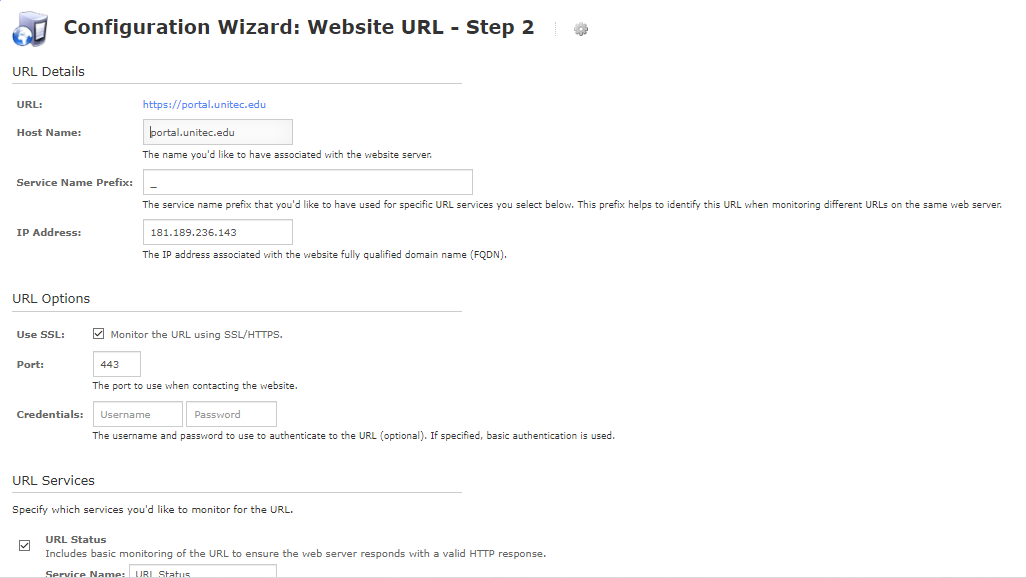 Configuration Wizard: Website URL - Step 2
URL Details
URL: https://portal.unitec.edu
Host Name: portal.unitec.edu
The name you'd like to have associated with the website server.
Service Name Prefix: _
The service name prefix that you'd like to have used for specific URL services you select below. This prefix helps to identify this URL when monitoring different URLs on the same web server.
IP Address: 181.189.236.143
The IP address associated with the website fully qualified domain name (FQDN).
URL Options
Use SSL: Monitor the URL using SSL/HTTPS.
Port: 443
The port to use when contacting the website.
Credentials: Username Password
The username and password to use to authenticate to the URL (optional). If specified, basic authentication is used.
URL Services
Specify which services you'd like to monitor for the URL.
URL Status
Includes basic monitoring of the URL to ensure the web server responds with a valid HTTP response.
Service Name: URL Status